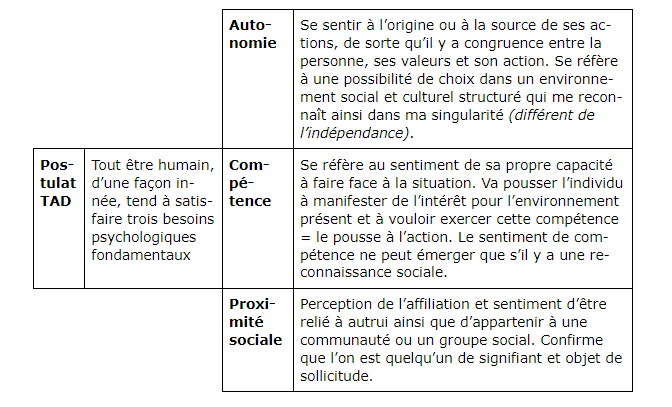 Auto-
nomie
Se sentir à l’origine ou à la source de ses ac-
tions, de sorte qu’il y a congruence entre la
personne, ses valeurs et son action. Se réfère
à une possibilité de choix dans un environne-
ment social et culturel structuré qui me recon-
naît ainsi dans ma singularité (différent de
l’indépendance).
Pos-
tulat
TAD
Tout être humain,
d’une façon in-
née, tend à satis-
faire trois besoins
psychologiques
fondamentaux
Com-
pé-
tence
Se réfère au sentiment de sa propre capacité
à faire face à la situation. Va pousser l’individu
à manifester de l’intérêt pour l’environnement
présent et à vouloir exercer cette compétence
= le pousse à l’action. Le sentiment de com-
pétence ne peut émerger que s’il y a une re-
connaissance sociale.
Proxi-
mité
sociale
Perception de l’affiliation et sentiment d’être
relié à autrui ainsi que d’appartenir à une
communauté ou un groupe social. Confirme
que l’on est quelqu’un de signifiant et objet de
sollicitude.